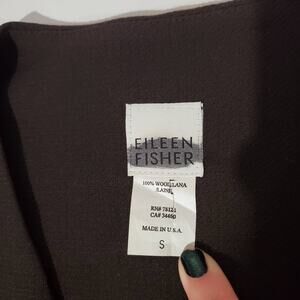 EILEEN
FISHER
100% WOOL/LANA
/LAINE
RN# 78121
CA# 34460
MADE IN U.S.A.
S